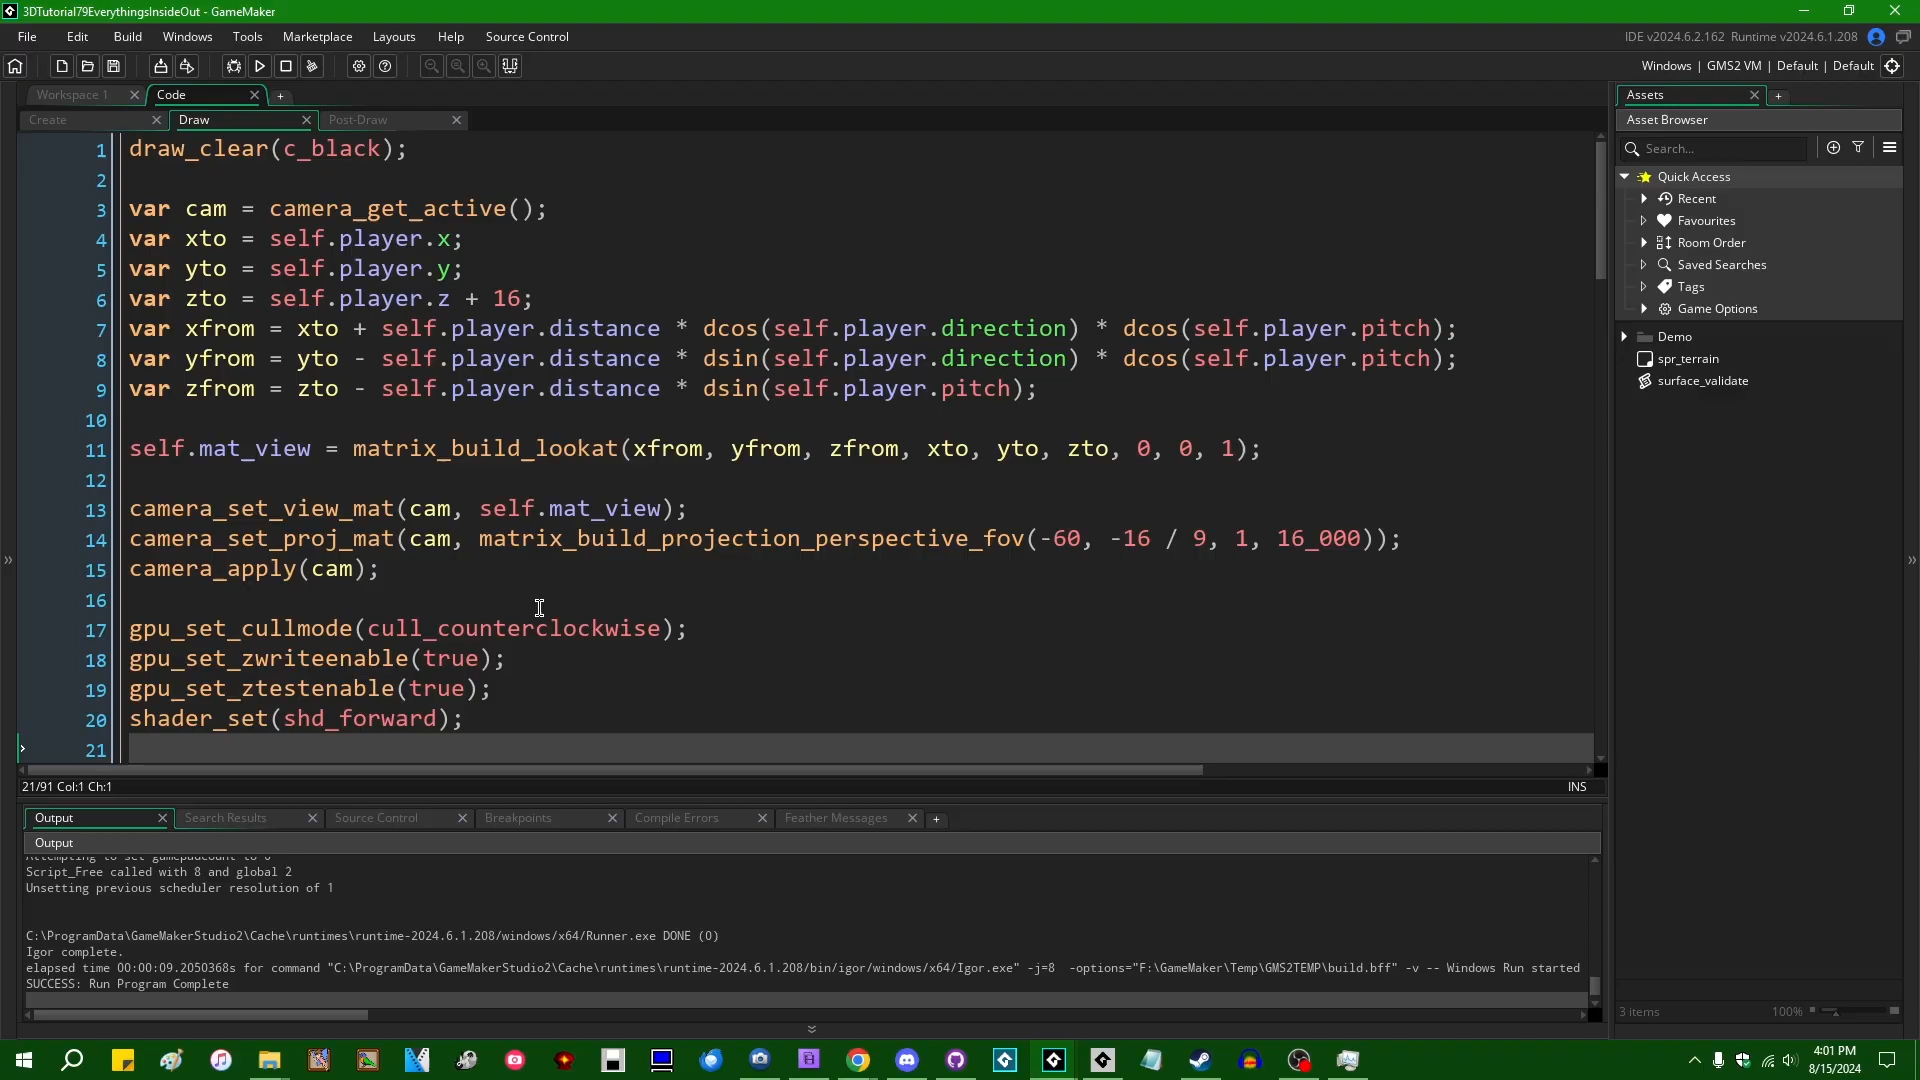 3DTutorial79EverythingsInsideOut - GameMaker
File Edit Build Windows Tools Marketplace Layouts Help Source Control
IDE v2024.6.2.162 Runtime v2024.6.1.208
Windows | GMS2 VM | Default | Default
Workspace 1
Code
Create
Draw
Post-Draw
1 draw_clear(c_black);
2
3 var cam = camera_get_active();
4 var xto = self.player.x;
5 var yto = self.player.y;
6 var zto = self.player.z + 16;
7 var xfrom = xto + self.player.distance * dcos(self.player.direction) * dcos(self.player.pitch);
8 var yfrom = yto - self.player.distance * dsin(self.player.direction) * dcos(self.player.pitch);
9 var zfrom = zto - self.player.distance * dsin(self.player.pitch);
10
11 self.mat_view = matrix_build_lookat(xfrom, yfrom, zfrom, xto, yto, zto, 0, 0, 1);
12
13 camera_set_view_mat(cam, self.mat_view);
14 camera_set_proj_mat(cam, matrix_build_projection_perspective_fov(-60, -16 / 9, 1, 16_000));
15 camera_apply(cam);
16
17 gpu_set_cullmode(cull_counterclockwise);
18 gpu_set_zwriteenable(true);
19 gpu_set_ztestenable(true);
20 shader_set(shd_forward);
21
21/91 Col:1 Ch:1
INS
Output
Search Results
Source Control
Breakpoints
Compile Errors
Feather Messages
Output
Attempting to set gamepadcount to 0
Script_Free called with 8 and global 2
Unsetting previous scheduler resolution of 1
C:\ProgramData\GameMakerStudio2\Cache\runtimes\runtime-2024.6.1.208/windows/x64/Runner.exe DONE (0)
Igor complete.
elapsed time 00:00:09.2050368s for command "C:\ProgramData\GameMakerStudio2\Cache\runtimes\runtime-2024.6.1.208/bin/igor/windows/x64/Igor.exe" -j=8 -options="F:\GameMaker\Temp\GMS2TEMP\build.bff" -v -- Windows Run started
SUCCESS: Run Program Complete
Assets
Asset Browser
Search...
Quick Access
Recent
Favourites
Room Order
Saved Searches
Tags
Game Options
Demo
spr_terrain
surface_validate
3 items
100%
4:01 PM
8/15/2024